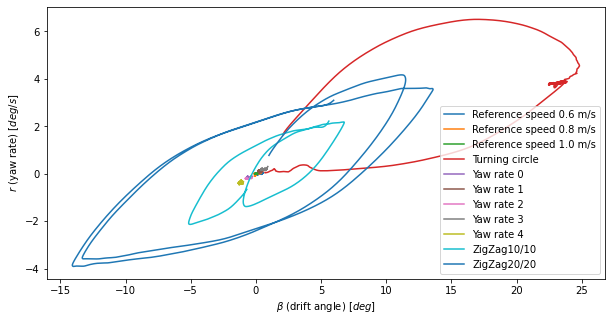 6
4
2
0
−2
−4
r (yaw rate) [deg/s]
−15
−10
−5
0
5
10
15
20
25
β (drift angle) [deg]
Reference speed 0.6 m/s
Reference speed 0.8 m/s
Reference speed 1.0 m/s
Turning circle
Yaw rate 0
Yaw rate 1
Yaw rate 2
Yaw rate 3
Yaw rate 4
ZigZag10/10
ZigZag20/20